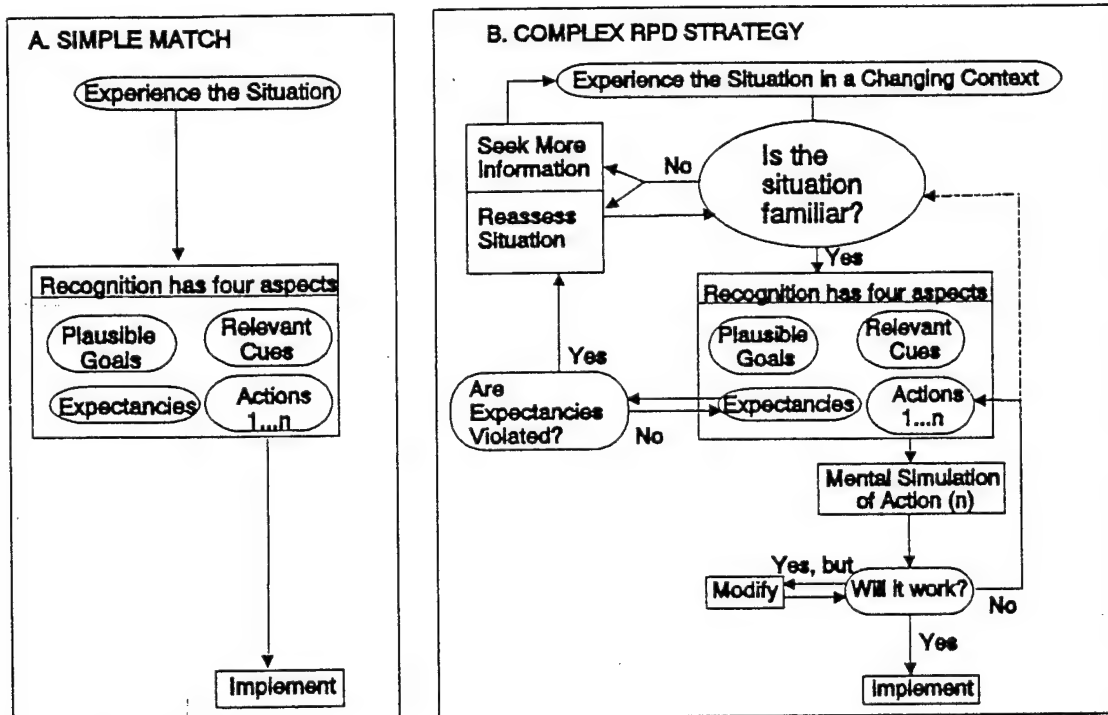 A. SIMPLE MATCH
Experience the Situation
Recognition has four aspects
Plausible
Goals
Relevant
Cues
Expectancies
Actions
1...n
Implement
B. COMPLEX RPD STRATEGY
Experience the Situation in a Changing Context
Seek More
Information
No
Is the
situation
familiar?
Reassess
Situation
Yes
Recognition has four aspects
Plausible
Goals
Relevant
Cues
Yes
Are
Expectancies
Violated?
No
Expectancies
Actions
1...n
Mental Simulation
of Action (n)
Yes, but
Modify
Will it work?
No
Yes
Implement